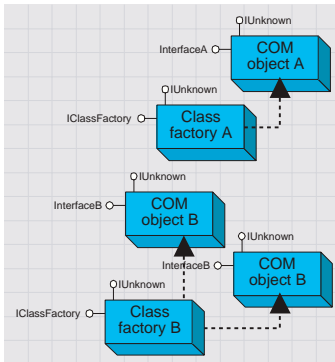 IUnknown
InterfaceA
COM
object A
IUnknown
IClassFactory
Class
factory A
IUnknown
InterfaceB
COM
object B
IUnknown
InterfaceB
COM
object B
IUnknown
IClassFactory
Class
factory B